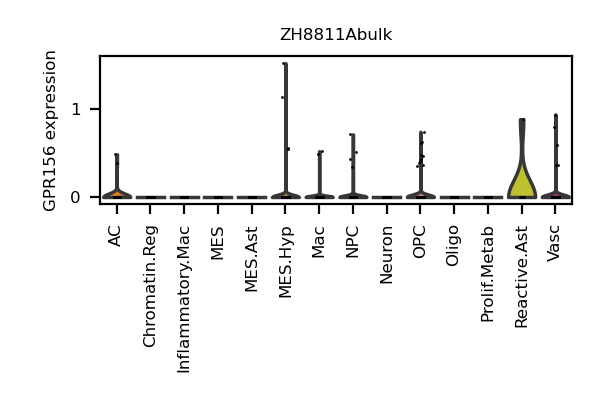 ZH8811Abulk
GPR156 expression
1
0
AC
Chromatin.Reg
Inflammatory.Mac
MES
MES.Ast
MES.Hyp
Mac
NPC
Neuron
OPC
Oligo
Prolif.Metab
Reactive.Ast
Vasc